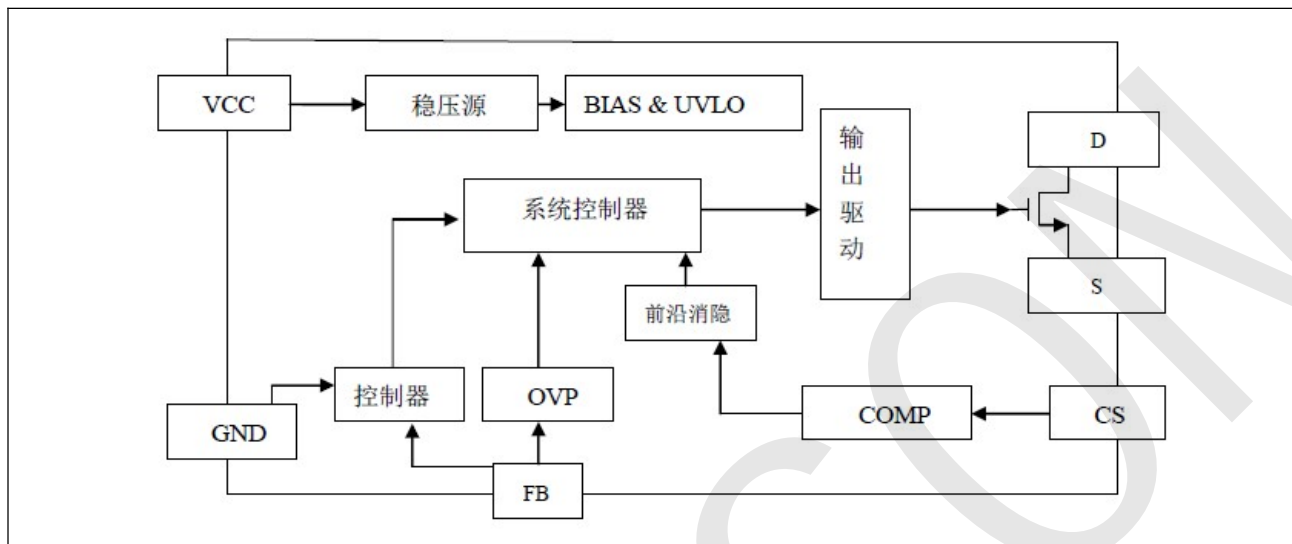 VCC
稳压源
BIAS & UVLO
输出驱动
D
系统控制器
S
前沿消隐
控制器
OVP
COMP
CS
GND
FB